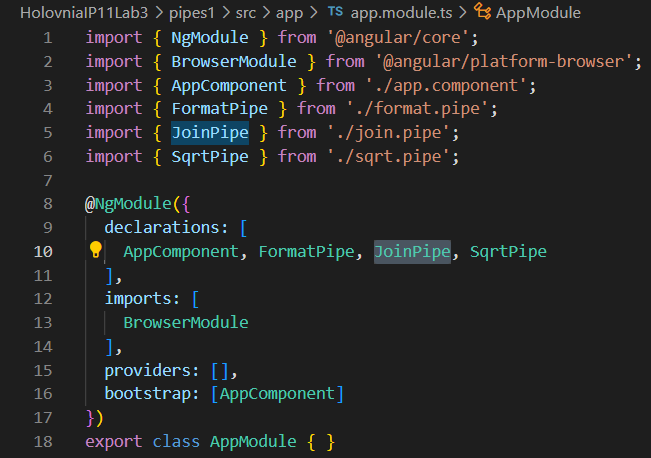 HolovniaIP11Lab3 > pipes1 > src > app > TS app.module.ts > AppModule
1 import { NgModule } from '@angular/core';
2 import { BrowserModule } from '@angular/platform-browser';
3 import { AppComponent } from './app.component';
4 import { FormatPipe } from './format.pipe';
5 import { JoinPipe } from './join.pipe';
6 import { SqrtPipe } from './sqrt.pipe';
7
8 @NgModule({
9   declarations: [
10     AppComponent, FormatPipe, JoinPipe, SqrtPipe
11   ],
12   imports: [
13     BrowserModule
14   ],
15   providers: [],
16   bootstrap: [AppComponent]
17 })
18 export class AppModule { }